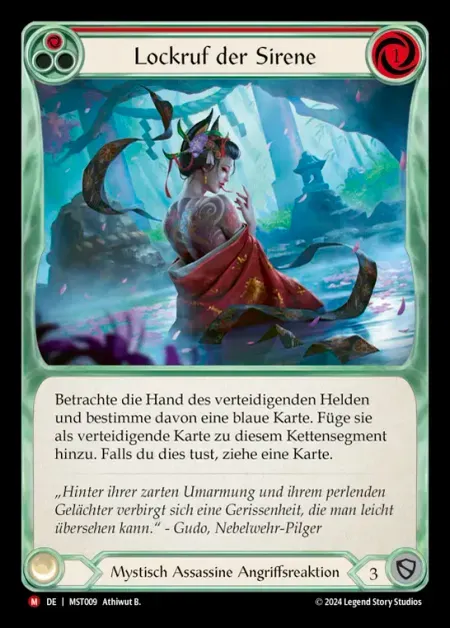 Lockruf der Sirene
1
Betrachte die Hand des verteidigenden Helden
und bestimme davon eine blaue Karte. Füge sie
als verteidigende Karte zu diesem Kettensegment
hinzu. Falls du dies tust, ziehe eine Karte.
„Hinter ihrer zarten Umarmung und ihrem perlenden
Gelächter verbirgt sich eine Gerissenheit, die man leicht
übersehen kann.“ - Gudo, Nebelwehr-Pilger
Mystisch Assassine Angriffsreaktion
3
M DE | MST009 Athiwut B.
© 2024 Legend Story Studios